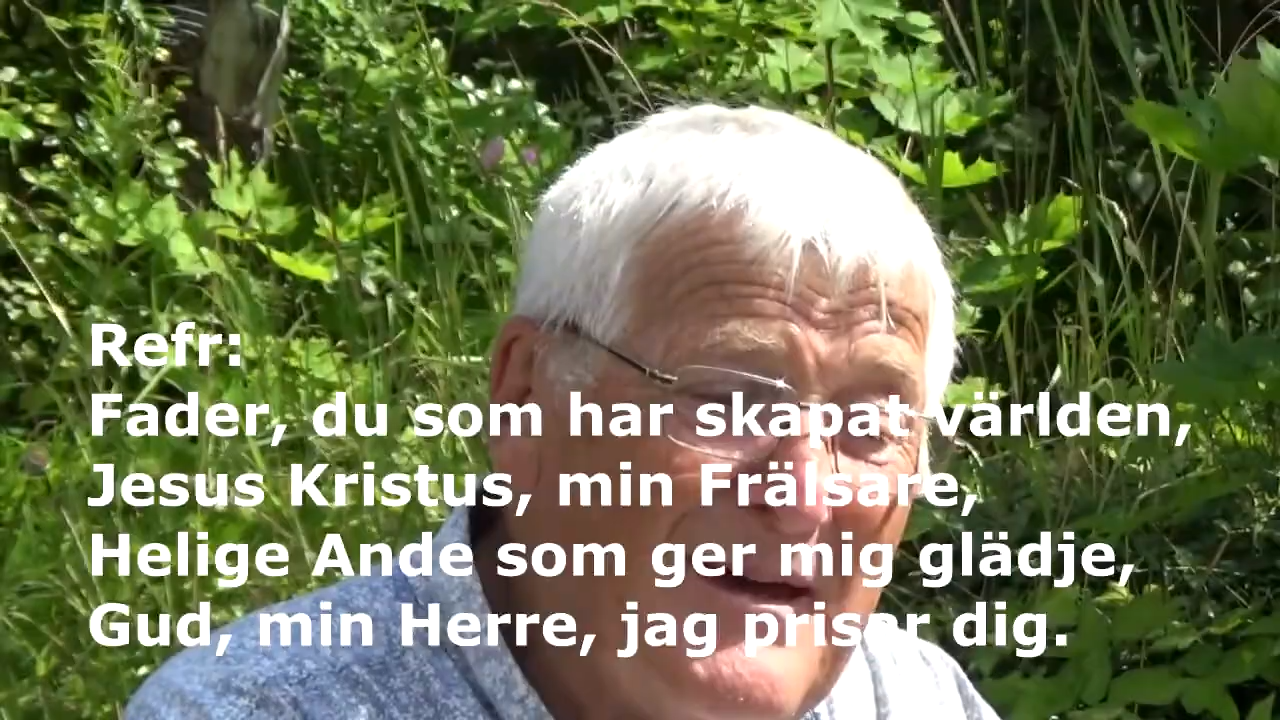 Refr:
Fader, du som har skapat världen,
Jesus Kristus, min Frälsare,
Helige Ande som ger mig glädje,
Gud, min Herre, jag prisar dig.